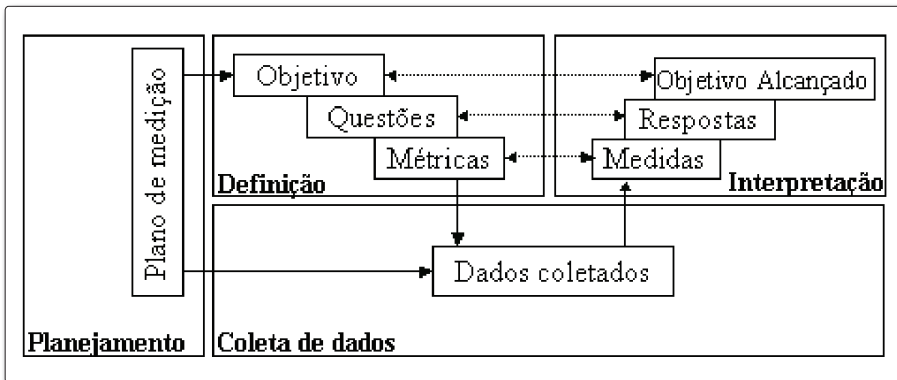 Plano de medição
Planejamento
Objetivo
Questões
Métricas
Definição
Objetivo Alcançado
Respostas
Medidas
Interpretação
Dados coletados
Coleta de dados